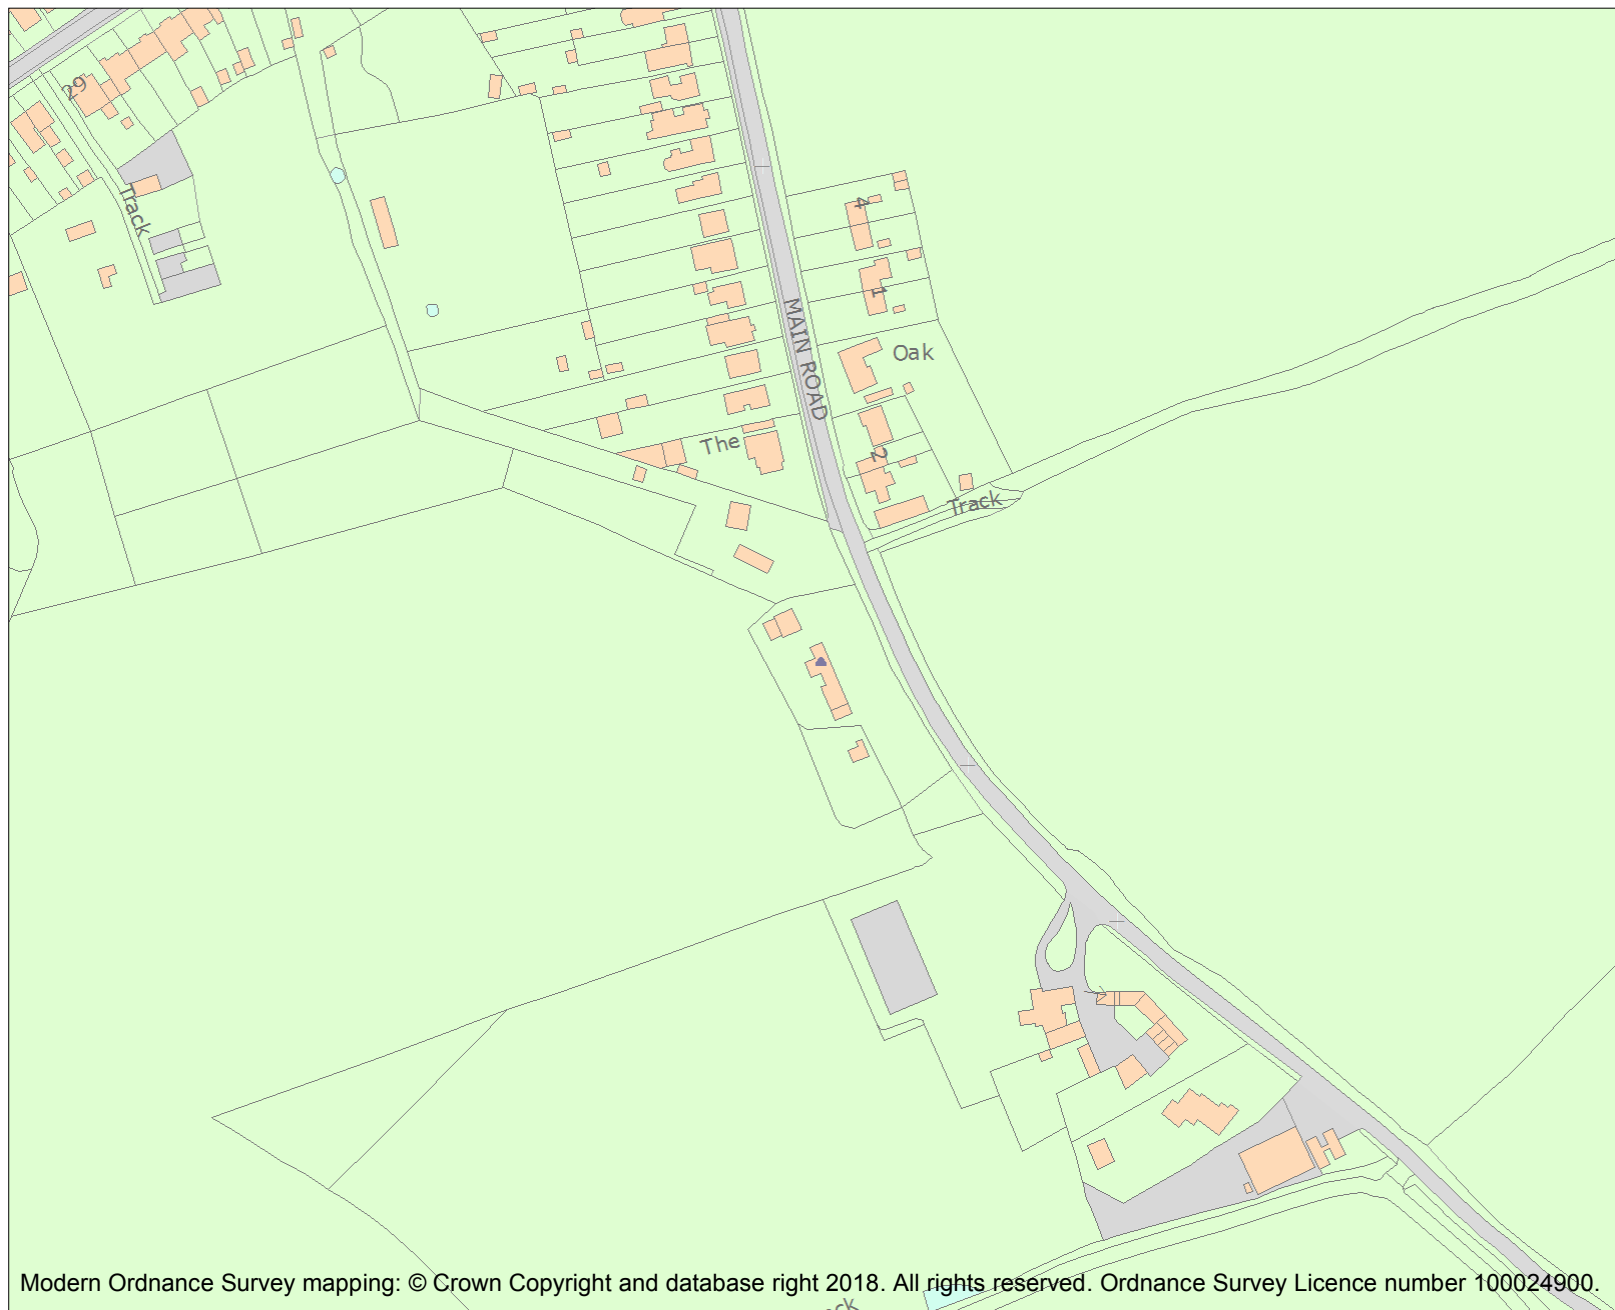 29
Track
4
1
MAIN ROAD
Oak
The
2
Track
Modern Ordnance Survey mapping: © Crown Copyright and database right 2018. All rights reserved. Ordnance Survey Licence number 100024900.